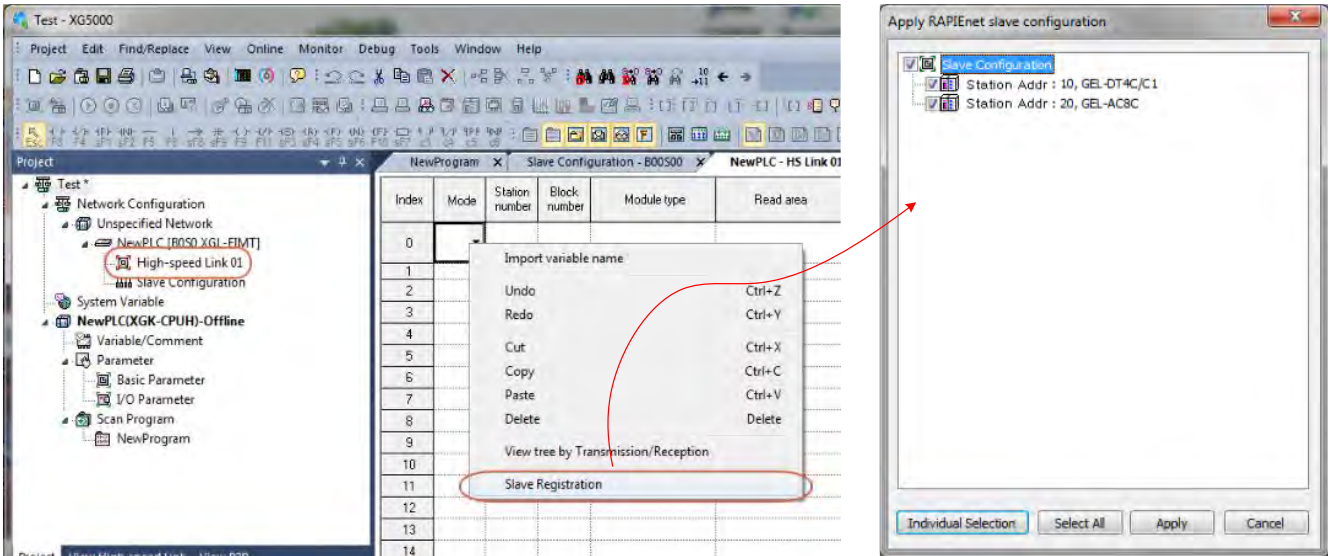 Test - XG5000
Project Edit Find/Replace View Online Monitor Debug Tools Window Help
Project
NewProgram
Slave Configuration - B00S00
NewPLC - HS Link 01
Test *
Network Configuration
Unspecified Network
NewPLC [B0S0 XGL-EIMT]
High-speed Link 01
Slave Configuration
System Variable
NewPLC(XGK-CPUH)-Offline
Variable/Comment
Parameter
Basic Parameter
I/O Parameter
Scan Program
NewProgram
Index Mode Station number Block number Module type Read area
0
1
2
3
4
5
6
7
8
9
10
11
12
13
14
Import variable name
Undo Ctrl+Z
Redo Ctrl+Y
Cut Ctrl+X
Copy Ctrl+C
Paste Ctrl+V
Delete Delete
View tree by Transmission/Reception
Slave Registration
Apply RAPIEnet slave configuration
Slave Configuration
Station Addr : 10, GEL-DT4C/C1
Station Addr : 20, GEL-AC8C
Individual Selection Select All Apply Cancel